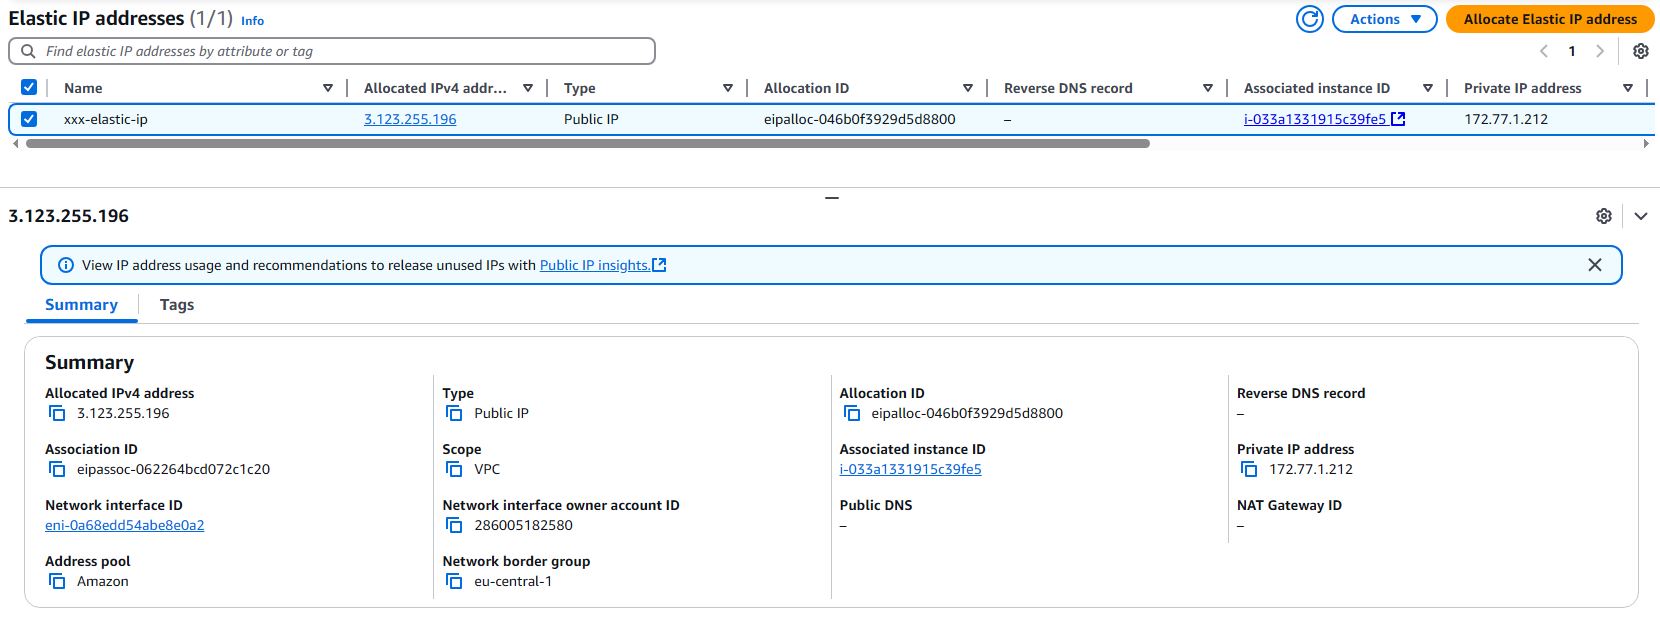 Elastic IP addresses (1/1) Info
Actions
Allocate Elastic IP address
Find elastic IP addresses by attribute or tag
1
Name Allocated IPv4 addr... Type Allocation ID Reverse DNS record Associated instance ID Private IP address
xxx-elastic-ip 3.123.255.196 Public IP eipalloc-046b0f3929d5d8800 – i-033a1331915c39fe5 172.77.1.212
3.123.255.196
View IP address usage and recommendations to release unused IPs with Public IP insights.
Summary Tags
Summary
Allocated IPv4 address
3.123.255.196
Association ID
eipassoc-062264bcd072c1c20
Network interface ID
eni-0a68edd54abe8e0a2
Address pool
Amazon
Type
Public IP
Scope
VPC
Network interface owner account ID
286005182580
Network border group
eu-central-1
Allocation ID
eipalloc-046b0f3929d5d8800
Associated instance ID
i-033a1331915c39fe5
Public DNS
–
Reverse DNS record
–
Private IP address
172.77.1.212
NAT Gateway ID
–